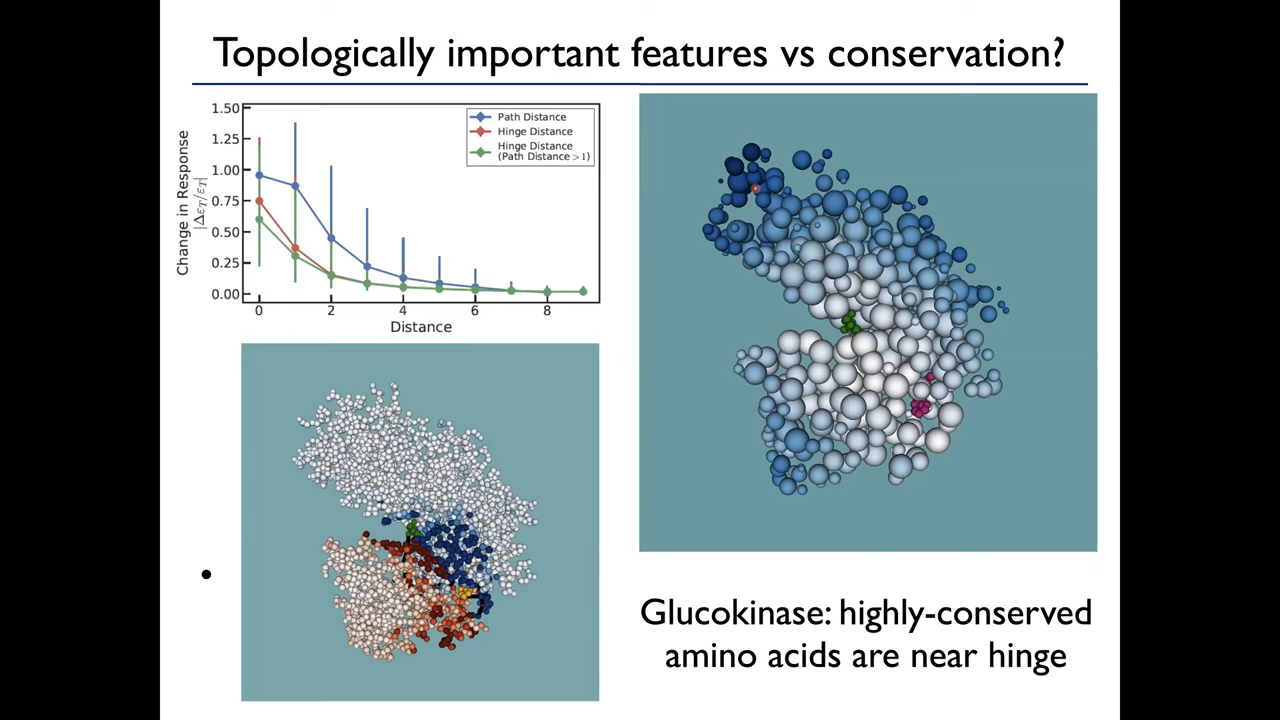 Topologically important features vs conservation?
1.50
1.25
1.00
0.75
0.50
0.25
0.00
Change in Response
|Δε_T/ε_T|
Path Distance
Hinge Distance
Hinge Distance
(Path Distance > 1)
0 2 4 6 8
Distance
•
Glucokinase: highly-conserved
amino acids are near hinge